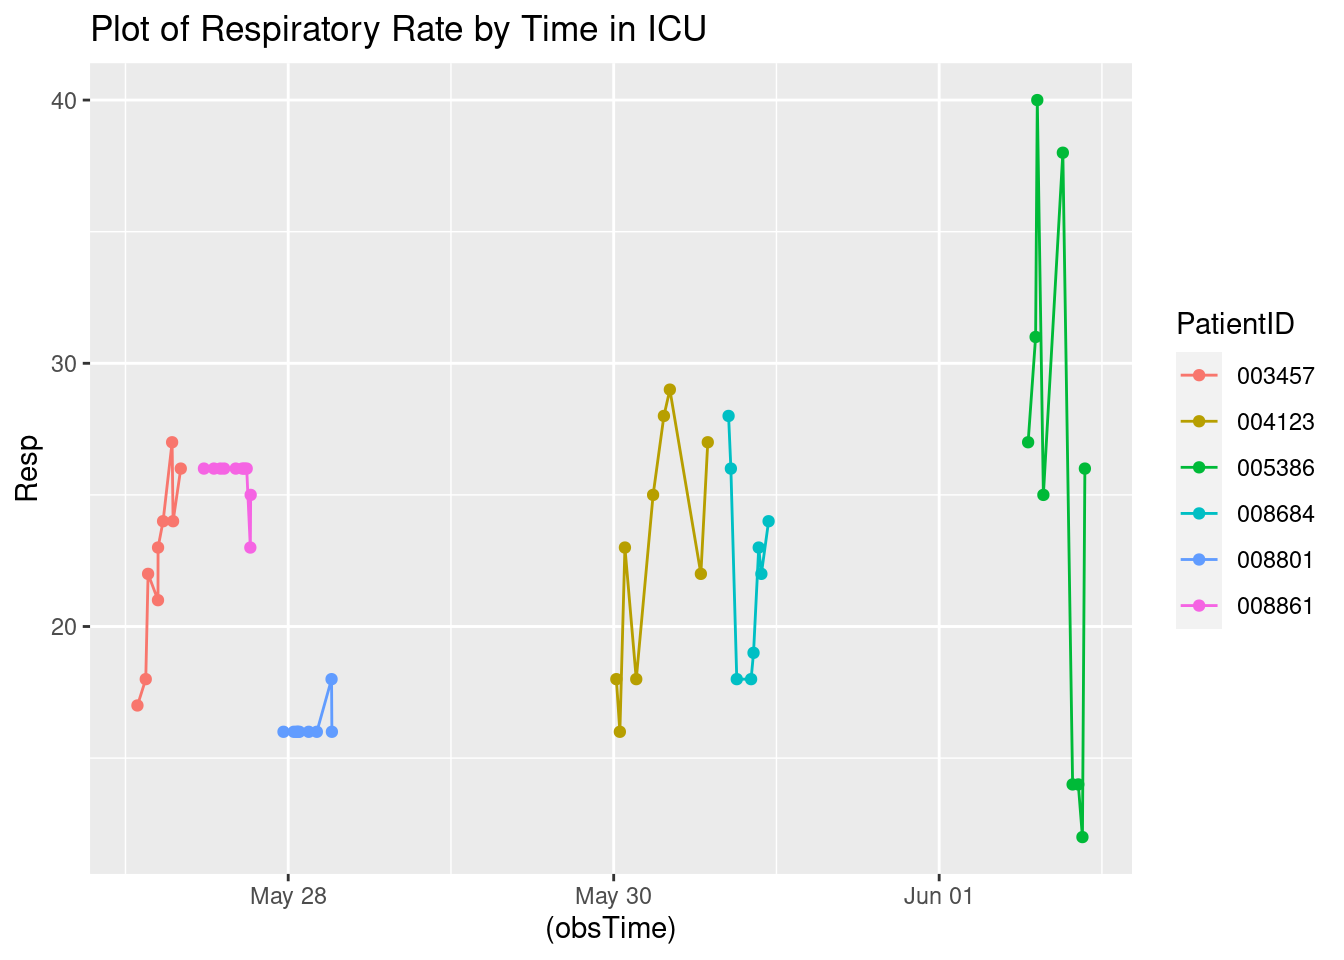 Plot of Respiratory Rate by Time in ICU
40
30
20
Resp
May 28
May 30
Jun 01
(obsTime)
PatientID
003457
004123
005386
008684
008801
008861